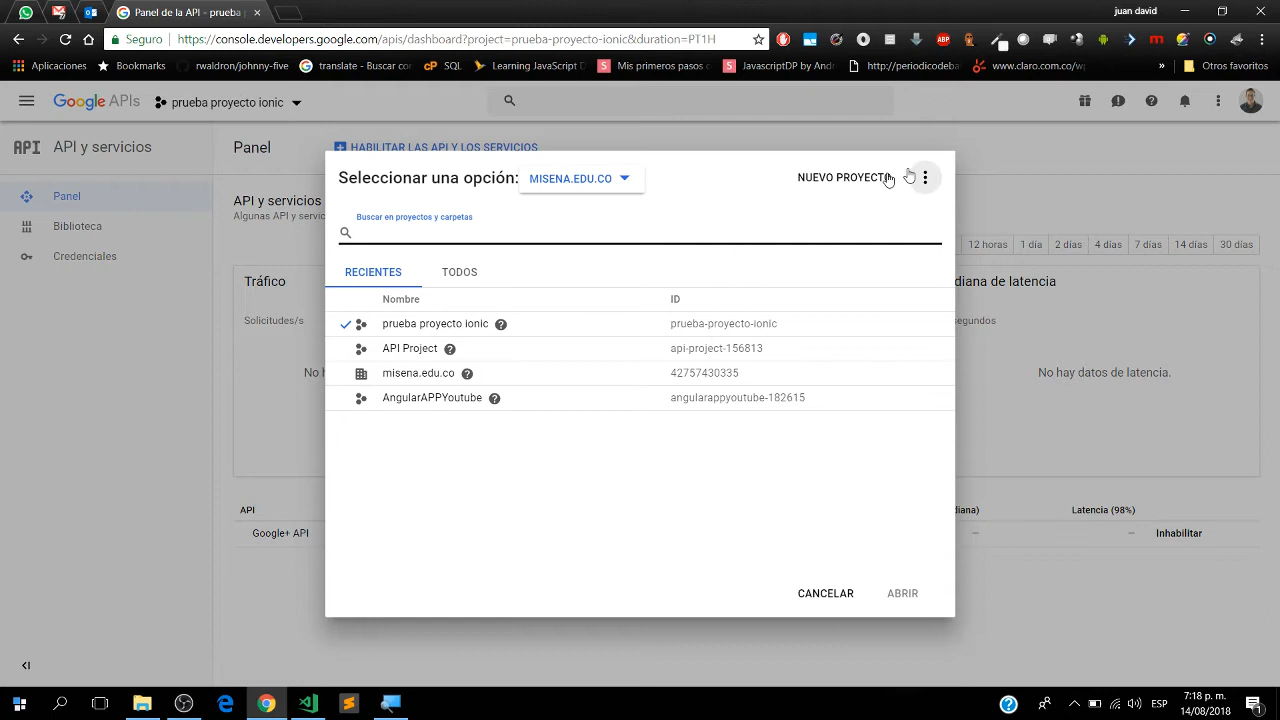 Panel de la API - prueba
juan david
Seguro
https://console.developers.google.com/apis/dashboard?project=prueba-proyecto-ionic&duration=PT1H
ABP
Aplicaciones
Bookmarks
rwaldron/johnny-five
translate - Buscar co
SQL
Learning JavaScript D
Mis primeros pasos c
JavascriptDP by Andr
http://periodicodeba
www.claro.com.co/w
»
Otros favoritos
Google APIs
prueba proyecto ionic
API
API y servicios
Panel
HABILITAR LAS API Y LOS SERVICIOS
Panel
Biblioteca
Credenciales
API y servicios
Algunas API y servic
12 horas
1 día
2 días
4 días
7 días
14 días
30 días
Tráfico
Solicitudes/s
No h
diana de latencia
segundos
No hay datos de latencia.
API
diana)
Latencia (98%)
Google+ API
–
–
Inhabilitar
Seleccionar una opción:
MISENA.EDU.CO
NUEVO PROYECT
Buscar en proyectos y carpetas
RECIENTES
TODOS
Nombre
ID
prueba proyecto ionic
prueba-proyecto-ionic
API Project
api-project-156813
misena.edu.co
42757430335
AngularAPPYoutube
angularappyoutube-182615
CANCELAR
ABRIR
ESP
7:18 p. m.
14/08/2018